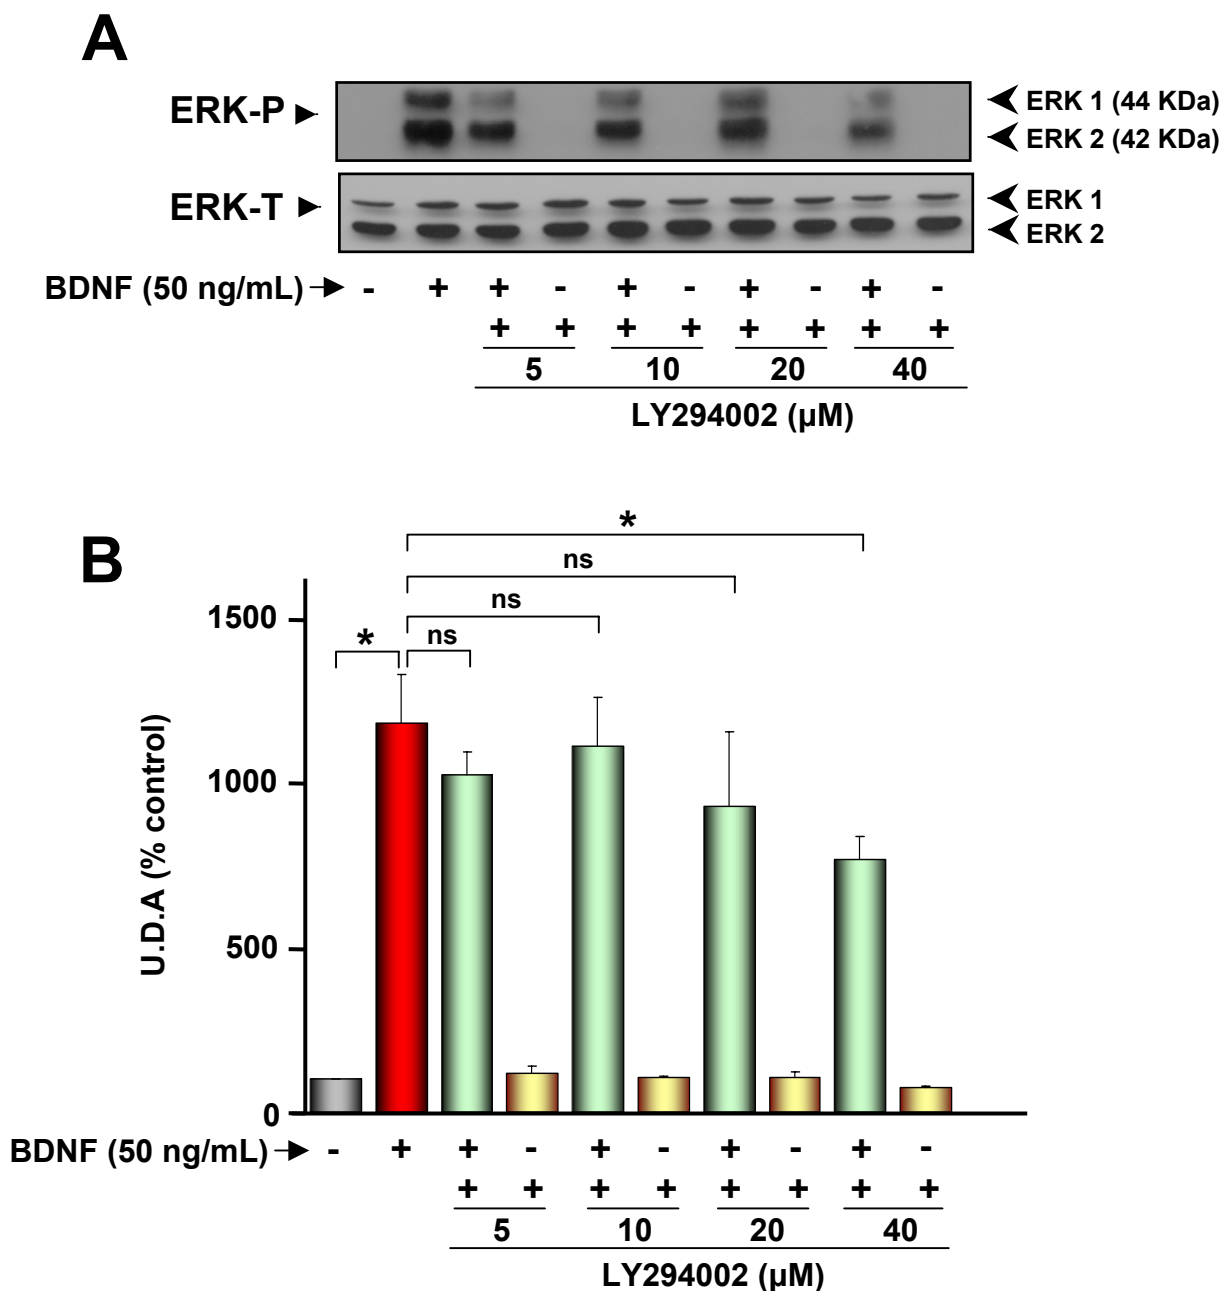 A
ERK-P
ERK 1 (44 KDa)
ERK 2 (42 KDa)
ERK-T
ERK 1
ERK 2
BDNF (50 ng/mL) - + + - + - + - + -
+ + + + + + + +
5 10 20 40
LY294002 (µM)
B
*
ns
ns
* ns
1500
1000
500
0
U.D.A (% control)
BDNF (50 ng/mL) - + + - + - + - + -
+ + + + + + + +
5 10 20 40
LY294002 (µM)